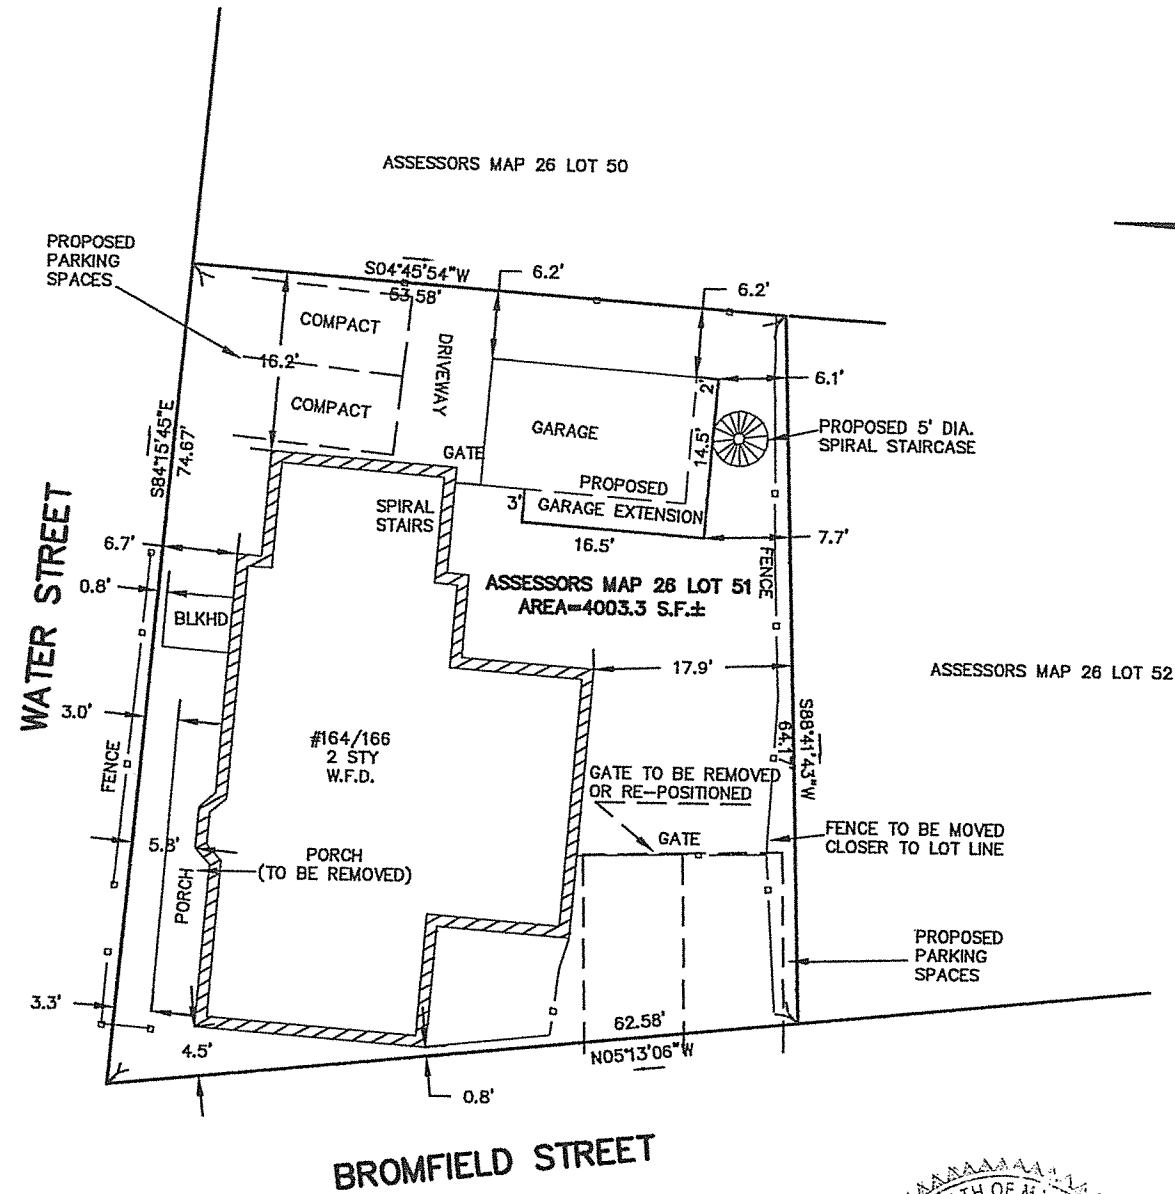 ASSESSORS MAP 26 LOT 50
PROPOSED
PARKING
SPACES
S04°45'54"W
53.58'
6.2'
6.2'
COMPACT
16.2'
COMPACT
DRIVEWAY
GATE
GARAGE
2'
14.5'
6.1'
PROPOSED 5' DIA.
SPIRAL STAIRCASE
PROPOSED
GARAGE EXTENSION
3'
16.5'
7.7'
S84°15'45"E
74.67'
SPIRAL
STAIRS
WATER STREET
6.7'
0.8'
BLKHD
ASSESSORS MAP 26 LOT 51
AREA=4003.3 S.F.±
FENCE
17.9'
ASSESSORS MAP 26 LOT 52
3.0'
FENCE
#164/166
2 STY
W.F.D.
S88°41'43"W
64.17'
GATE TO BE REMOVED
OR RE-POSITIONED
GATE
FENCE TO BE MOVED
CLOSER TO LOT LINE
5.8'
PORCH
(TO BE REMOVED)
PORCH
PROPOSED
PARKING
SPACES
3.3'
4.5'
62.58'
N05°13'06"W
0.8'
BROMFIELD STREET
TH OF M